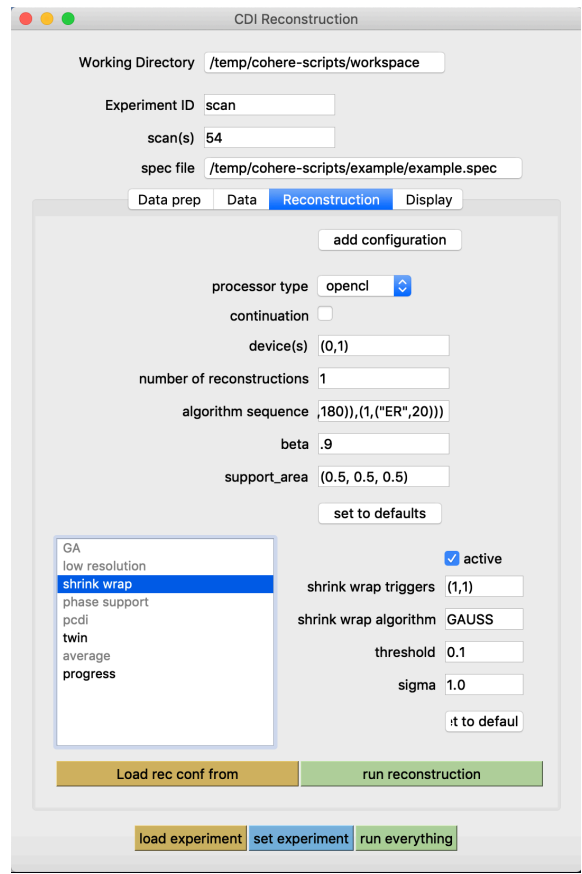 CDI Reconstruction
Working Directory /temp/cohere-scripts/workspace
Experiment ID scan
scan(s) 54
spec file /temp/cohere-scripts/example/example.spec
Data prep Data Reconstruction Display
add configuration
processor type opencl
continuation
device(s) (0,1)
number of reconstructions 1
algorithm sequence ,180)),(1,("ER",20)))
beta .9
support_area (0.5, 0.5, 0.5)
set to defaults
GA
low resolution
shrink wrap
phase support
pcdi
twin
average
progress
active
shrink wrap triggers (1,1)
shrink wrap algorithm GAUSS
threshold 0.1
sigma 1.0
et to defaul
Load rec conf from run reconstruction
load experiment set experiment run everything